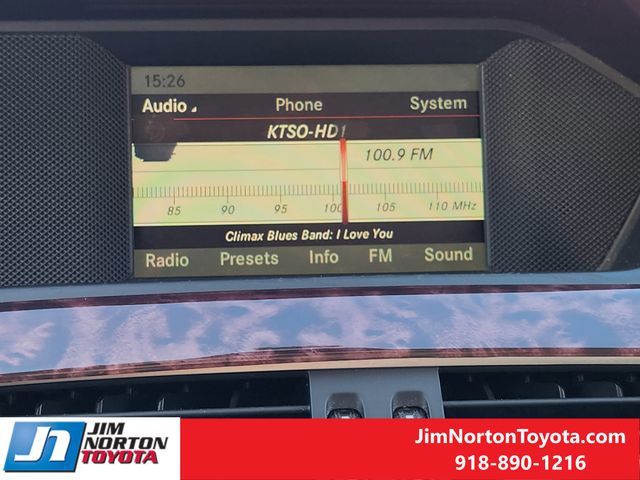 15:26
Audio Phone System
KTSO-HD1
100.9 FM
85 90 95 100 105 110 MHz
Climax Blues Band: I Love You
Radio Presets Info FM Sound
JN JIM NORTON TOYOTA
JimNortonToyota.com
918-890-1216